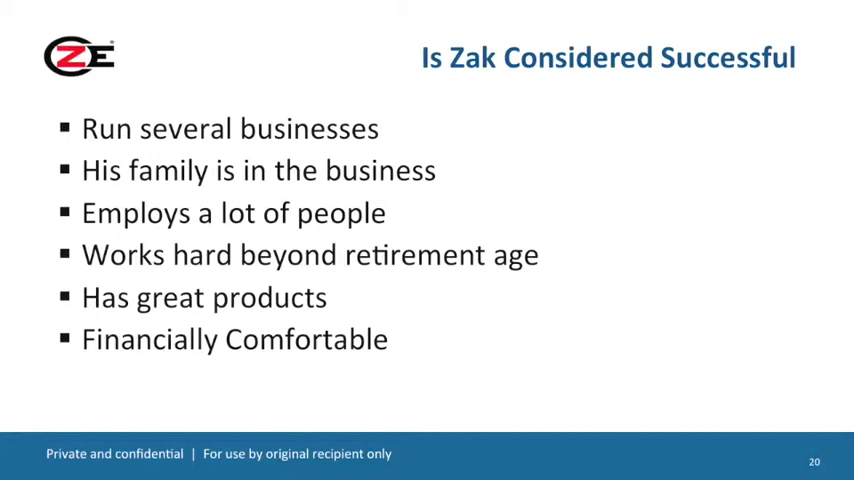 CZE
Is Zak Considered Successful
▪ Run several businesses
▪ His family is in the business
▪ Employs a lot of people
▪ Works hard beyond retirement age
▪ Has great products
▪ Financially Comfortable
Private and confidential | For use by original recipient only
20